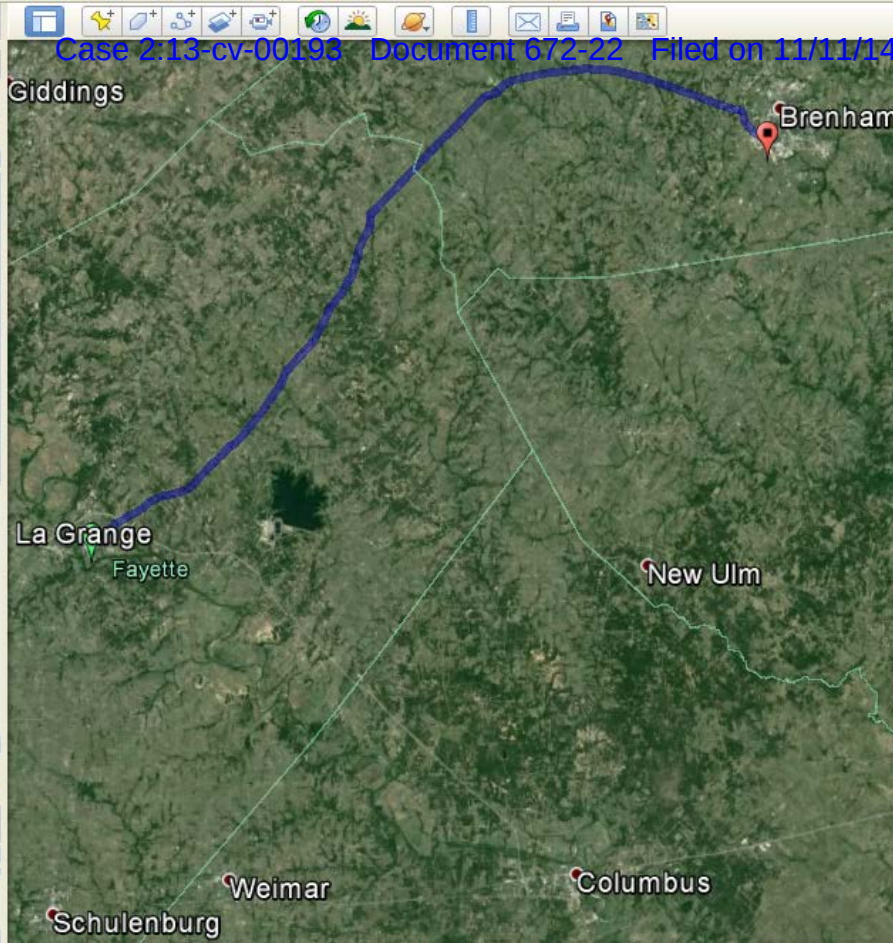 Case 2:13-cv-00193 Document 672-22 Filed on 11/11/14
Giddings
Brenham
La Grange
Fayette
New Ulm
Weimar
Columbus
Schulenburg